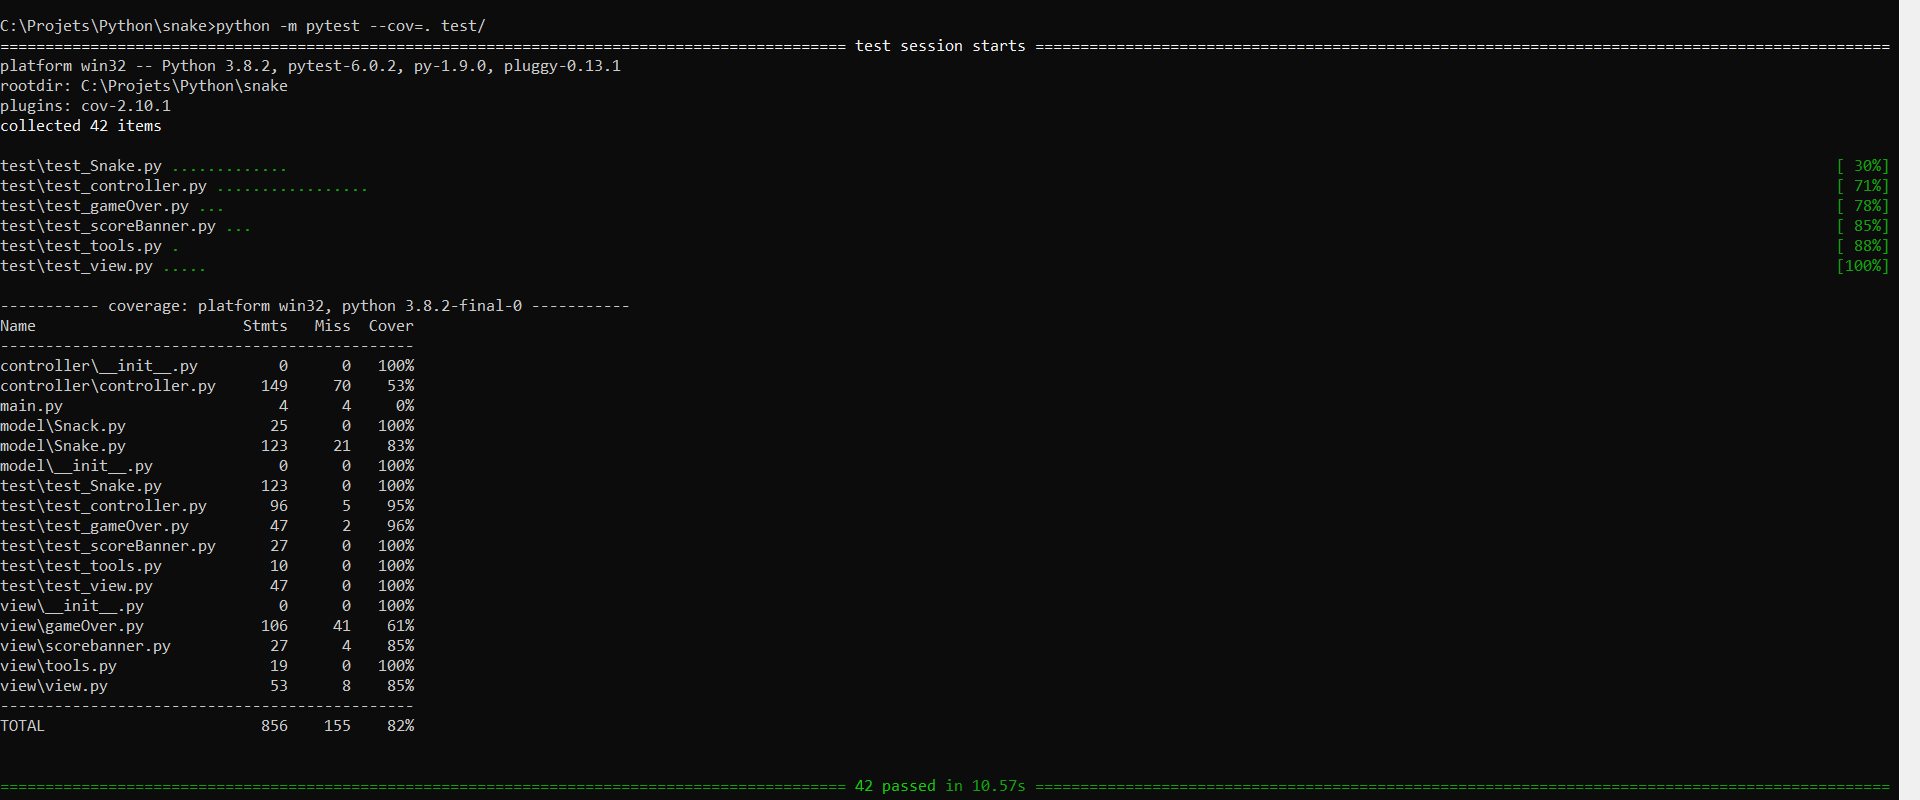 C:\Projets\Python\snake>python -m pytest --cov=. test/
============================================================================================== test session starts ===============================================================================================
platform win32 -- Python 3.8.2, pytest-6.0.2, py-1.9.0, pluggy-0.13.1
rootdir: C:\Projets\Python\snake
plugins: cov-2.10.1
collected 42 items

test\test_Snake.py .............                                                                                                                                                                            [ 30%]
test\test_controller.py .................                                                                                                                                                                   [ 71%]
test\test_gameOver.py ...                                                                                                                                                                                   [ 78%]
test\test_scoreBanner.py ...                                                                                                                                                                                [ 85%]
test\test_tools.py .                                                                                                                                                                                        [ 88%]
test\test_view.py .....                                                                                                                                                                                     [100%]

----------- coverage: platform win32, python 3.8.2-final-0 -----------
Name                       Stmts   Miss  Cover
----------------------------------------------
controller\__init__.py         0      0   100%
controller\controller.py     149     70    53%
main.py                        4      4     0%
model\Snack.py                25      0   100%
model\Snake.py               123     21    83%
model\__init__.py              0      0   100%
test\test_Snake.py           123      0   100%
test\test_controller.py       96      5    95%
test\test_gameOver.py         47      2    96%
test\test_scoreBanner.py      27      0   100%
test\test_tools.py            10      0   100%
test\test_view.py             47      0   100%
view\__init__.py               0      0   100%
view\gameOver.py             106     41    61%
view\scorebanner.py           27      4    85%
view\tools.py                 19      0   100%
view\view.py                  53      8    85%
----------------------------------------------
TOTAL                        856    155    82%

============================================================================================== 42 passed in 10.57s ===============================================================================================